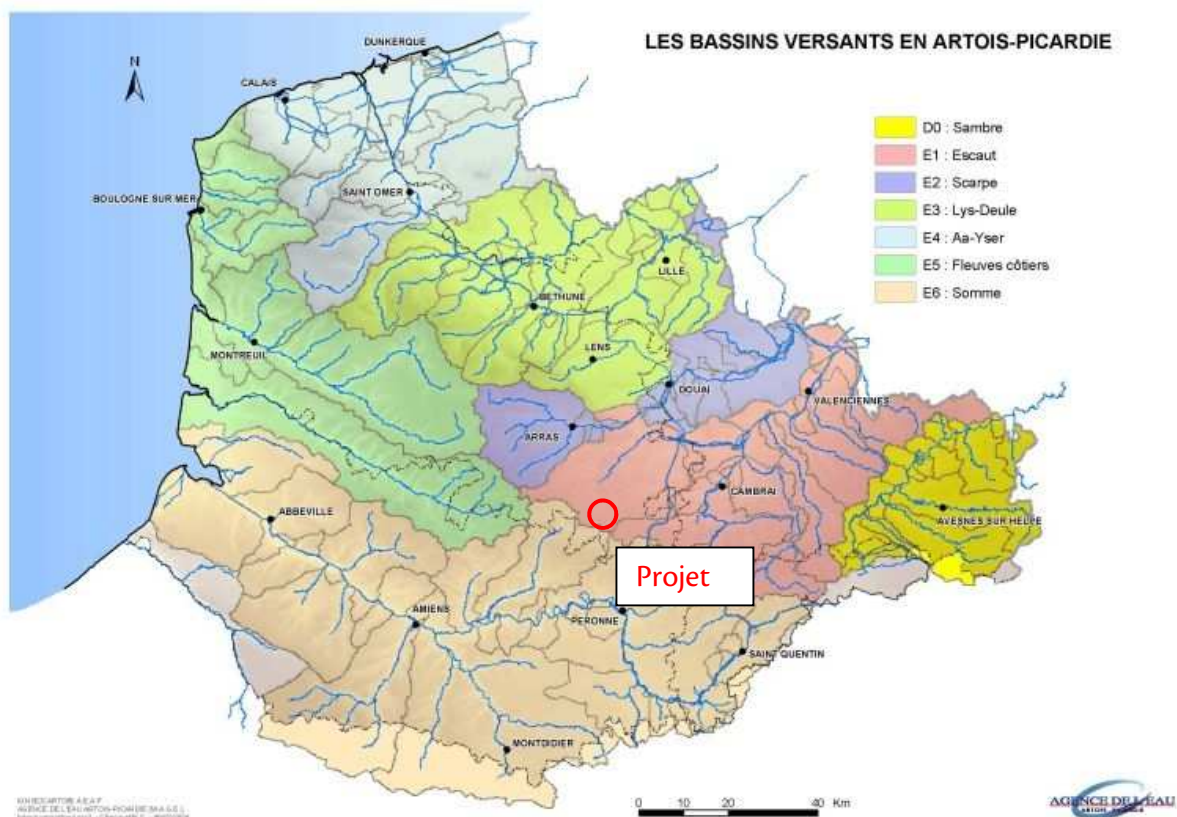 LES BASSINS VERSANTS EN ARTOIS-PICARDIE
N
D0 : Sambre
E1 : Escaut
E2 : Scarpe
E3 : Lys-Deule
E4 : Aa-Yser
E5 : Fleuves côtiers
E6 : Somme
DUNKERQUE
CALAIS
SAINT OMER
BOULOGNE SUR MER
LILLE
BETHUNE
MONTREUIL
LENS
DOUAI
VALENCIENNES
ARRAS
CAMBRAI
ABBEVILLE
AVESNES SUR HELPE
Projet
AMIENS
PERONNE
SAINT QUENTIN
MONTDIDIER
0 10 20 40 Km
AGENCE DE L'EAU
ARTOIS PICARDIE